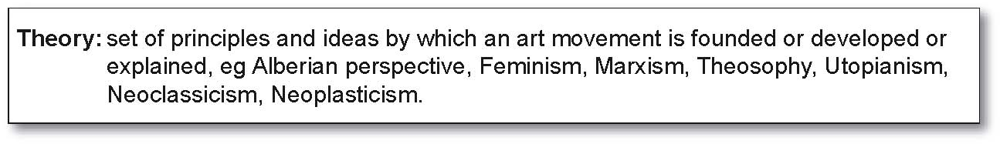 Theory: set of principles and ideas by which an art movement is founded or developed or
explained, eg Alberian perspective, Feminism, Marxism, Theosophy, Utopianism,
Neoclassicism, Neoplasticism.